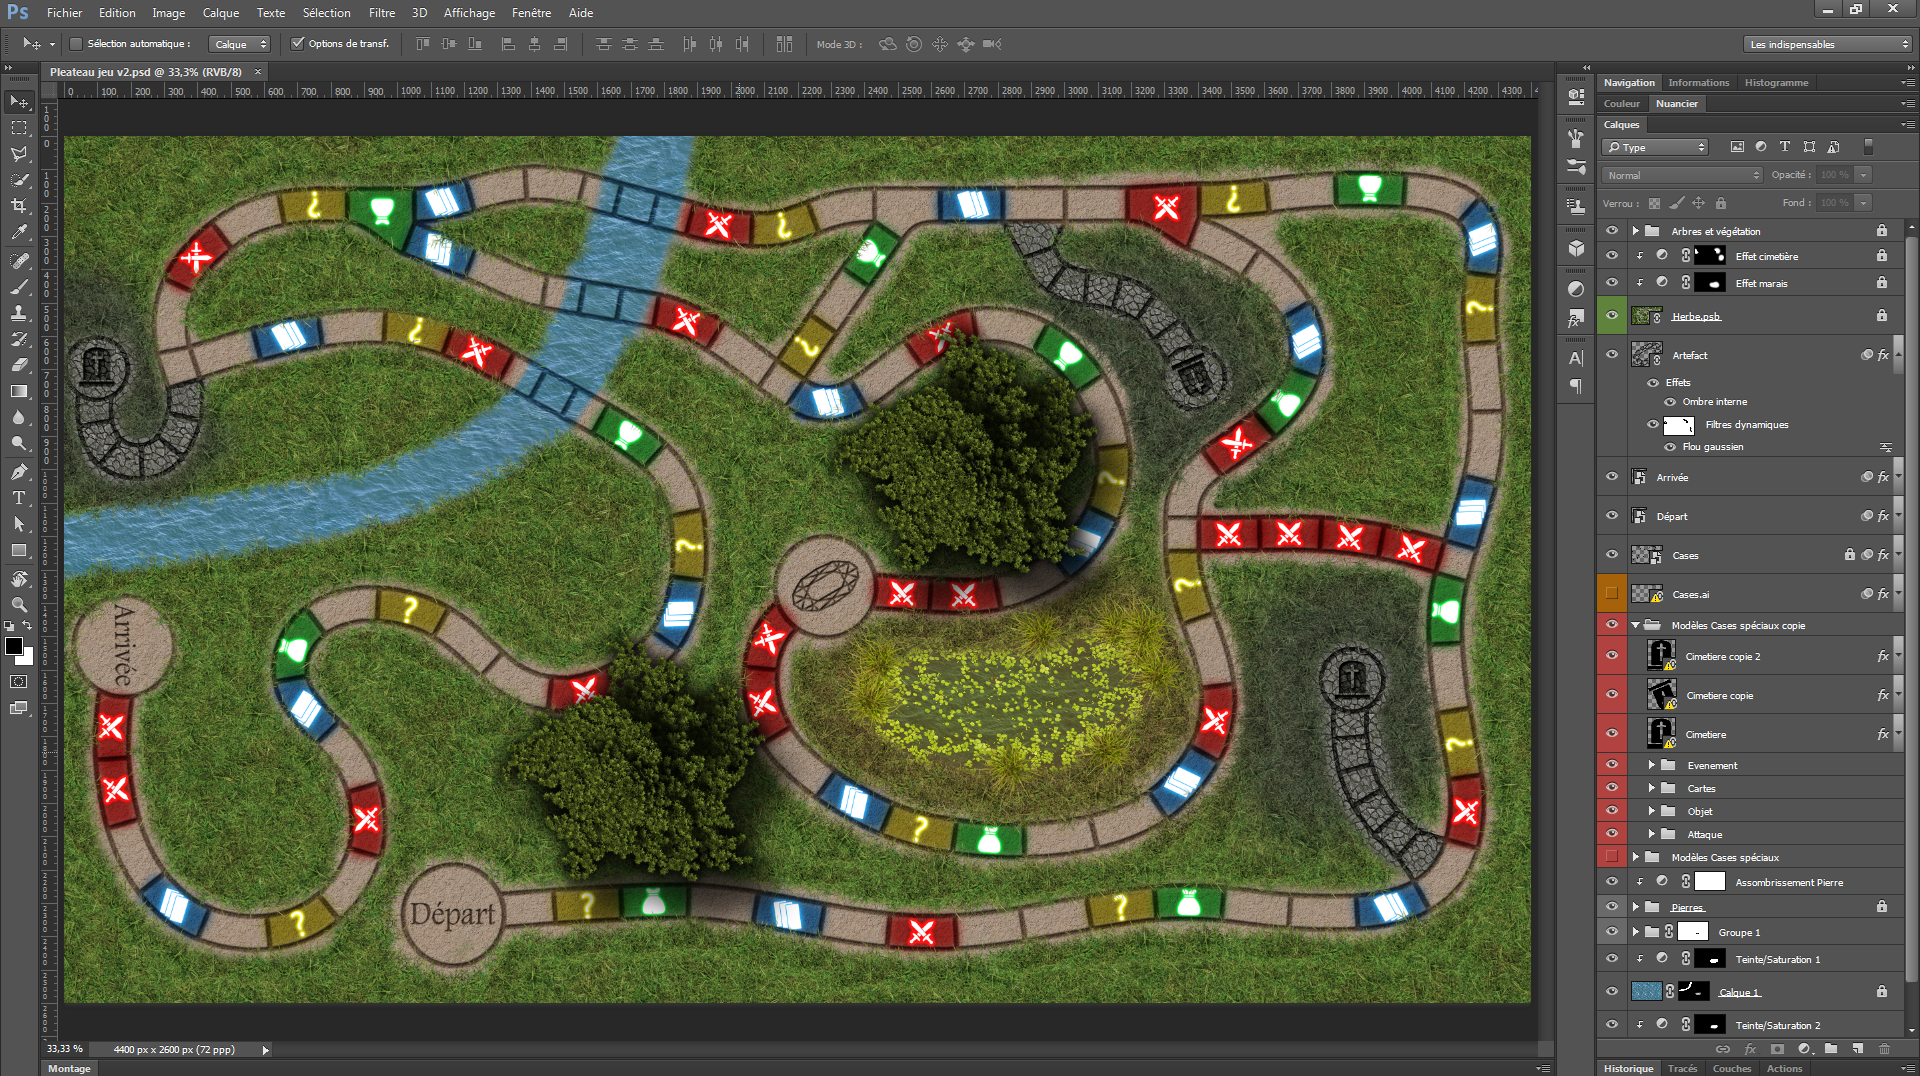 Ps Fichier Edition Image Calque Texte Sélection Filtre 3D Affichage Fenêtre Aide
Sélection automatique : Calque Options de transf. Mode 3D : Les indispensables
Pleateau jeu v2.psd @ 33,3% (RVB/8) ×
0 100 200 300 400 500 600 700 800 900 1000 1100 1200 1300 1400 1500 1600 1700 1800 1900 2000 2100 2200 2300 2400 2500 2600 2700 2800 2900 3000 3100 3200 3300 3400 3500 3600 3700 3800 3900 4000 4100 4200 4300
Navigation Informations Histogramme
Couleur Nuancier
Calques
Type
Normal Opacité : 100 %
Verrou : Fond : 100 %
Arbres et végétation
Effet cimetière
Effet marais
Herbe.psb
Artefact fx
Effets
Ombre interne
Filtres dynamiques
Flou gaussien
Arrivée fx
Départ fx
Cases fx
Cases.ai fx
Modèles Cases spéciaux copie
Cimetiere copie 2 fx
Cimetiere copie fx
Cimetiere fx
Evenement
Cartes
Objet
Attaque
Modèles Cases spéciaux
Assombrissement Pierre
Pierres
Groupe 1
Teinte/Saturation 1
Calque 1
Teinte/Saturation 2
Arrivée
Départ
33,33 % 4400 px x 2600 px (72 ppp)
Montage
Historique Tracés Couches Actions